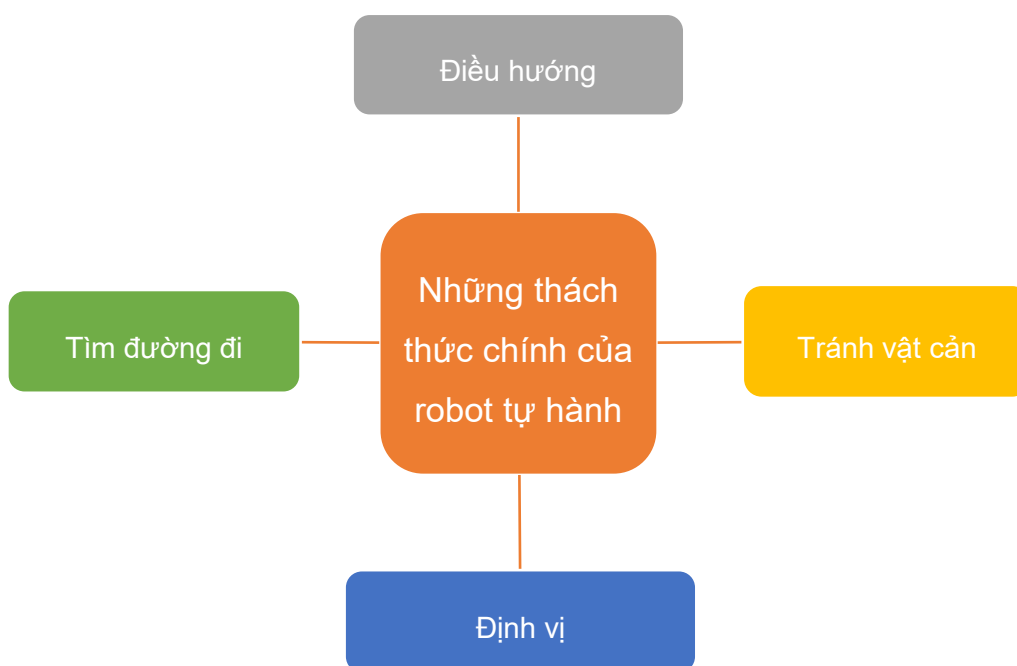 Điều hướng
Những thách
thức chính của
robot tự hành
Tìm đường đi
Tránh vật cản
Định vị